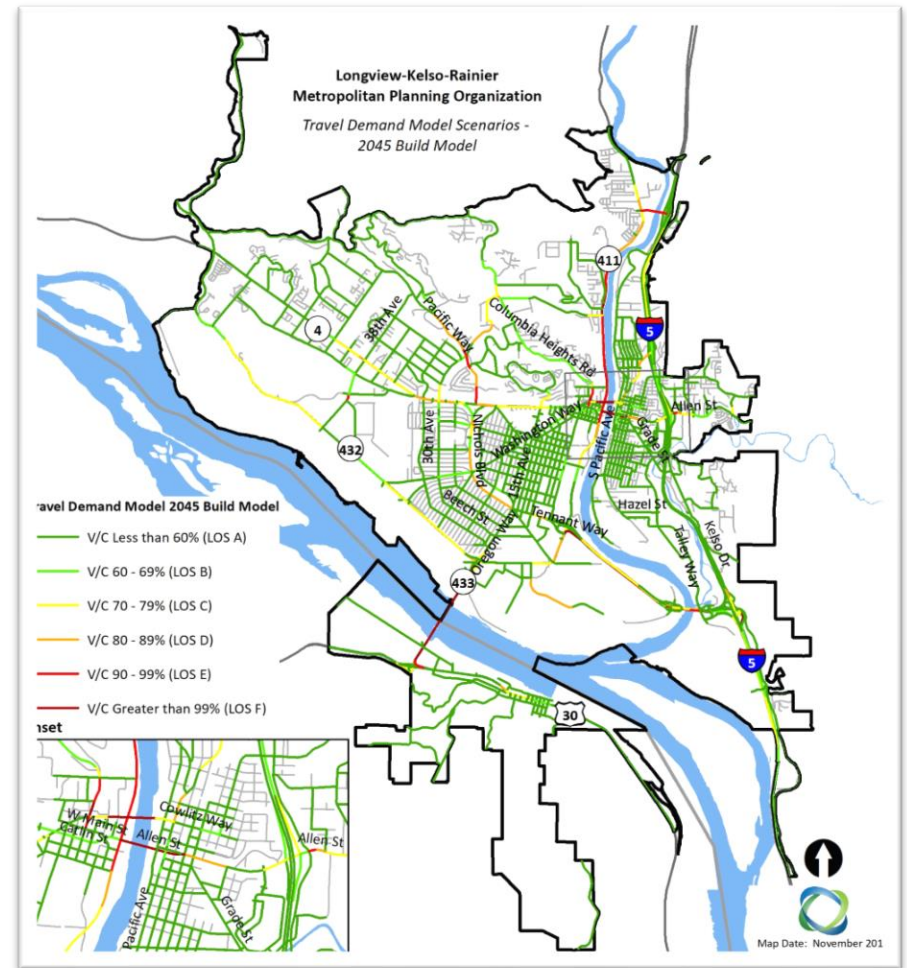 Longview-Kelso-Rainier
Metropolitan Planning Organization
Travel Demand Model Scenarios -
2045 Build Model
411
4
38th Ave
Pacific Way
Columbia Heights Rd
5
Allen St
Washington Way
30th Ave
Nichols Blvd
15th Ave
S Pacific Ave
Grade St
432
Beech St
Hazel St
Oregon Way
Tennant Way
Talley Way
Kelso Dr
433
5
30
ravel Demand Model 2045 Build Model
V/C Less than 60% (LOS A)
V/C 60 - 69% (LOS B)
V/C 70 - 79% (LOS C)
V/C 80 - 89% (LOS D)
V/C 90 - 99% (LOS E)
V/C Greater than 99% (LOS F)
nset
Cowlitz Way
W Main St
Catlin St
Allen St
Allen St
Pacific Ave
Grade St
Map Date: November 201